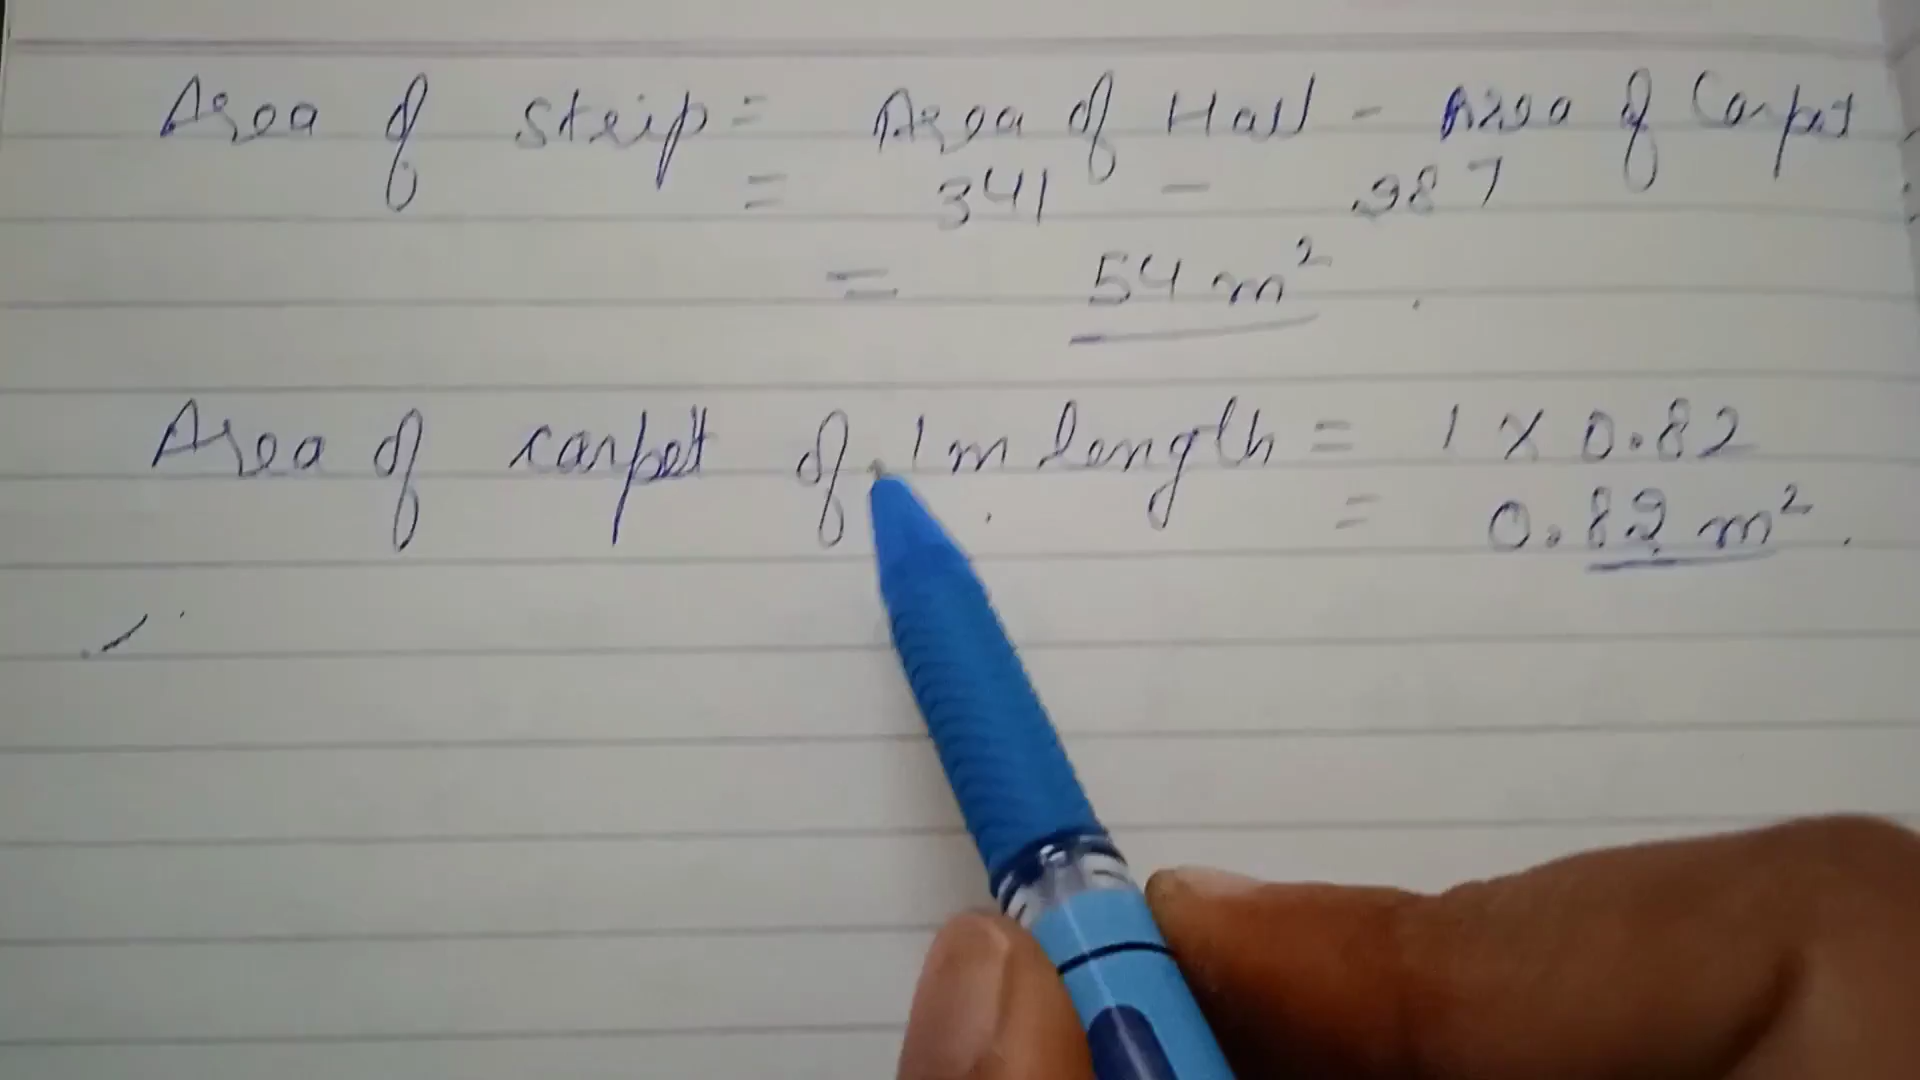 Area of strip = Area of Hall - Area of Carpet
= 341 - 287
= 54 m²
Area of carpet of 1m length = 1 x 0.82
= 0.82 m².